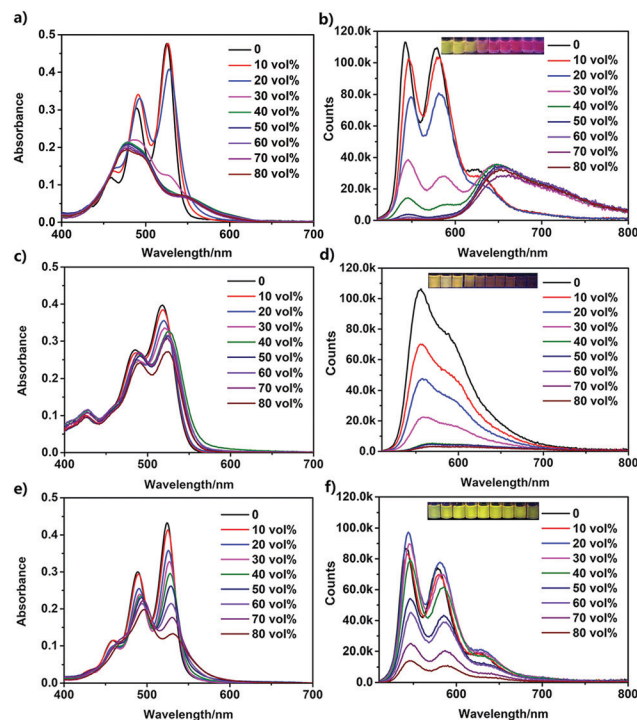 a)
Absorbance
0.5
0.4
0.3
0.2
0.1
0.0
400 500 600 700 800
Wavelength/nm
0
10 vol%
20 vol%
30 vol%
40 vol%
50 vol%
60 vol%
70 vol%
80 vol%
b)
Counts
120.0k
100.0k
80.0k
60.0k
40.0k
20.0k
0.0
600 700 800
Wavelength/nm
0
10 vol%
20 vol%
30 vol%
40 vol%
50 vol%
60 vol%
70 vol%
80 vol%
c)
Absorbance
0.5
0.4
0.3
0.2
0.1
0.0
400 500 600 700
Wavelength/nm
0
10 vol%
20 vol%
30 vol%
40 vol%
50 vol%
60 vol%
70 vol%
80 vol%
d)
Counts
120.0k
100.0k
80.0k
60.0k
40.0k
20.0k
0.0
600 700 800
Wavelength/nm
0
10 vol%
20 vol%
30 vol%
40 vol%
50 vol%
60 vol%
70 vol%
80 vol%
e)
Absorbance
0.5
0.4
0.3
0.2
0.1
0.0
400 500 600 700
Wavelength/nm
0
10 vol%
20 vol%
30 vol%
40 vol%
50 vol%
60 vol%
70 vol%
80 vol%
f)
Counts
120.0k
100.0k
80.0k
60.0k
40.0k
20.0k
0.0
600 700 800
Wavelength/nm
0
10 vol%
20 vol%
30 vol%
40 vol%
50 vol%
60 vol%
70 vol%
80 vol%